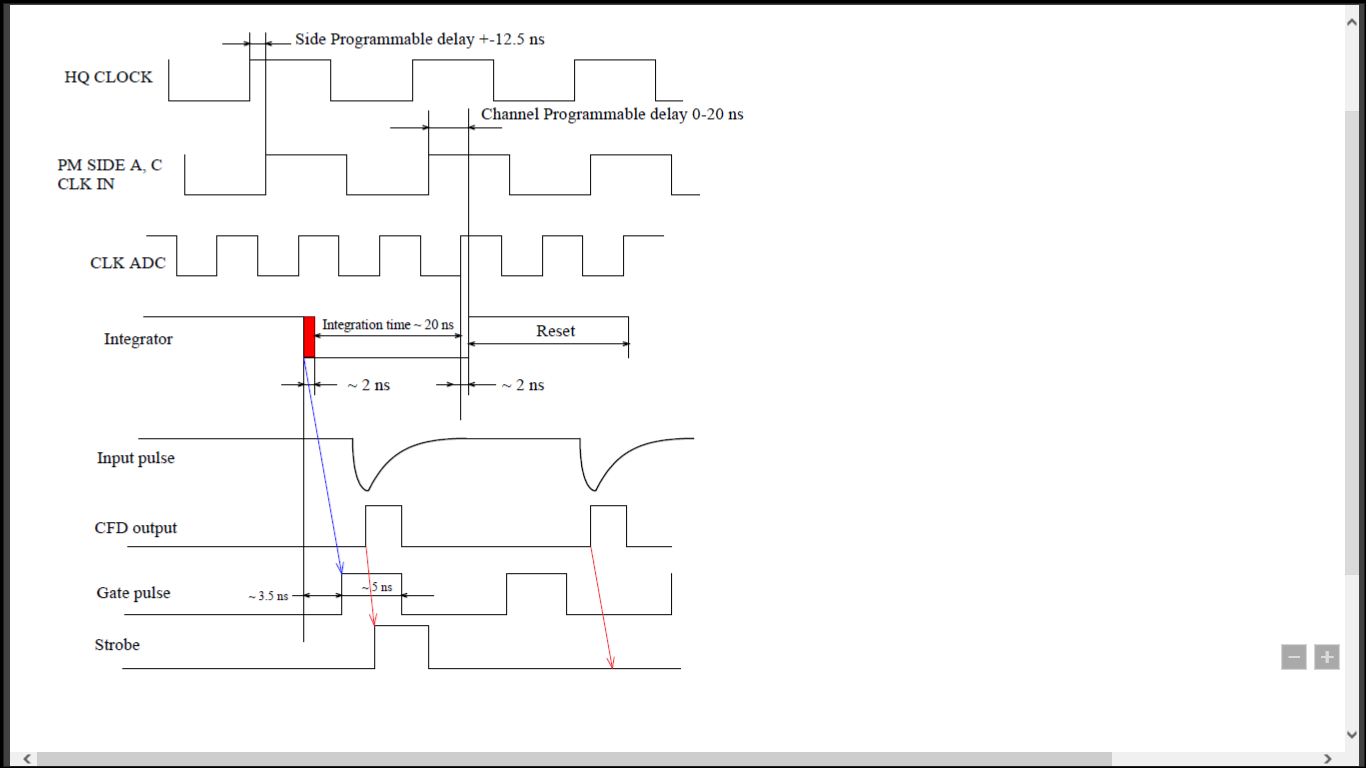 Side Programmable delay +-12.5 ns
HQ CLOCK
Channel Programmable delay 0-20 ns
PM SIDE A, C
CLK IN
CLK ADC
Integration time ~ 20 ns
Reset
Integrator
~ 2 ns
~ 2 ns
Input pulse
CFD output
~ 5 ns
Gate pulse
~ 3.5 ns
Strobe